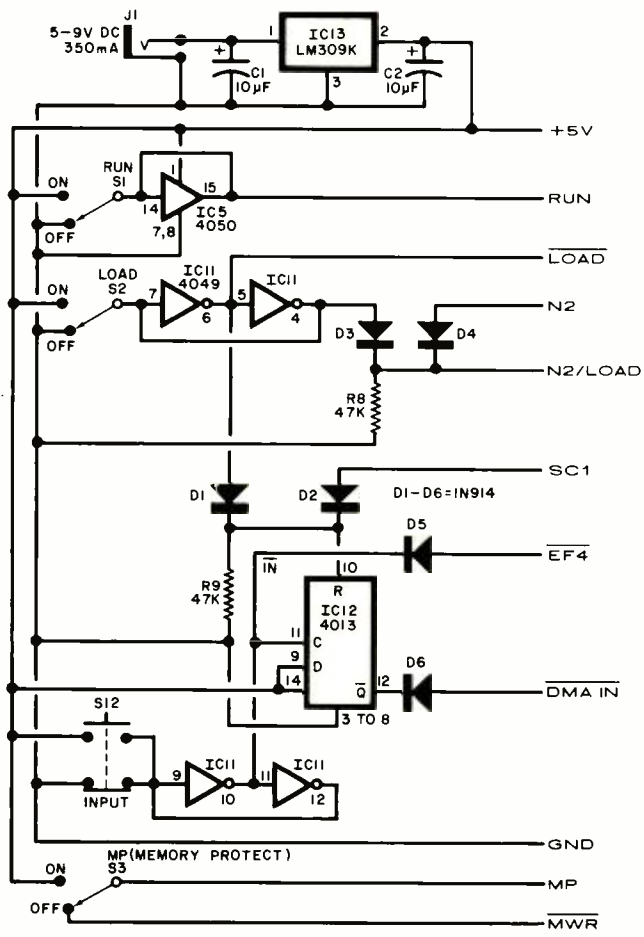 J1
5-9V DC
350mA
V
1
IC13
LM309K
2
3
+
C1
10µF
+
C2
10µF
+5V
ON
RUN
S1
OFF
1
14
15
IC5
4050
7,8
RUN
LOAD
ON
LOAD
S2
OFF
7
IC11
4049
6
5
IC11
4
N2
D3
D4
N2/LOAD
R8
47K
SC1
D1
D2
D1-D6=1N914
D5
IN
EF4
R9
47K
10
R
IC12
4013
11
C
9
D
14
Q
12
D6
DMA IN
3 TO 8
S12
INPUT
9
IC11
10
11
IC11
12
GND
MP(MEMORY PROTECT)
ON
S3
MP
OFF
MWR